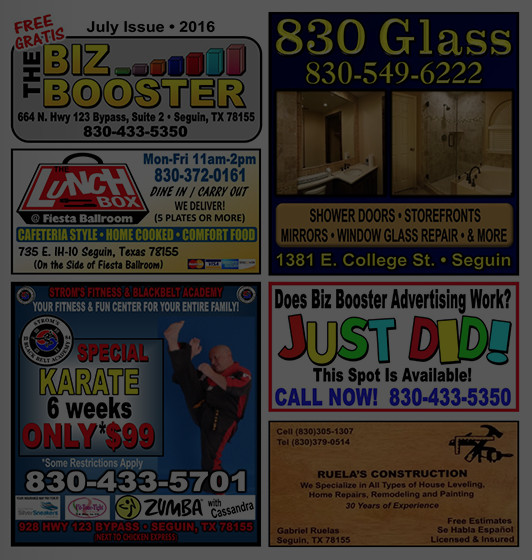 FREE
GRATIS
July Issue • 2016
THE
BIZ
BOOSTER
664 N. Hwy 123 Bypass, Suite 2 • Seguin, TX 78155
830-433-5350
830 Glass
830-549-6222
SHOWER DOORS • STOREFRONTS
MIRRORS • WINDOW GLASS REPAIR • & MORE
1381 E. College St. • Seguin
THE
LUNCH
BOX
@ Fiesta Ballroom
Mon-Fri 11am-2pm
830-372-0161
DINE IN / CARRY OUT
WE DELIVER!
(5 PLATES OR MORE)
CAFETERIA STYLE • HOME COOKED • COMFORT FOOD
735 E. IH-10 Seguin, Texas 78155
(On the Side of Fiesta Ballroom)
VISA
STROM'S FITNESS & BLACKBELT ACADEMY
YOUR FITNESS & FUN CENTER FOR YOUR ENTIRE FAMILY!
STROM'S
BLACK BELT ACADEMY
SPECIAL
KARATE
6 weeks
ONLY*$99
*Some Restrictions Apply
830-433-5701
SilverSneakers
ZUMBA with
Cassandra
928 HWY 123 BYPASS • SEGUIN, TX 78155
NEXT TO CHICKEN EXPRESS
Does Biz Booster Advertising Work?
JUST DID!
This Spot Is Available!
CALL NOW! 830-433-5350
Cell (830)305-1307
Tel (830)379-0514
RUELA'S CONSTRUCTION
We Specialize in All Types of House Leveling,
Home Repairs, Remodeling and Painting
30 Years of Experience
Gabriel Ruelas
Seguin, TX 78155
Free Estimates
Se Habla Español
Licensed & Insured